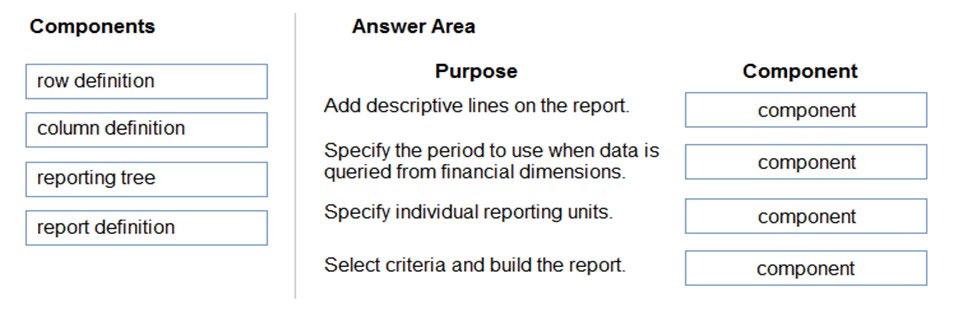 Components
row definition
column definition
reporting tree
report definition
Answer Area
Purpose
Component
Add descriptive lines on the report.
component
Specify the period to use when data is
queried from financial dimensions.
component
Specify individual reporting units.
component
Select criteria and build the report.
component